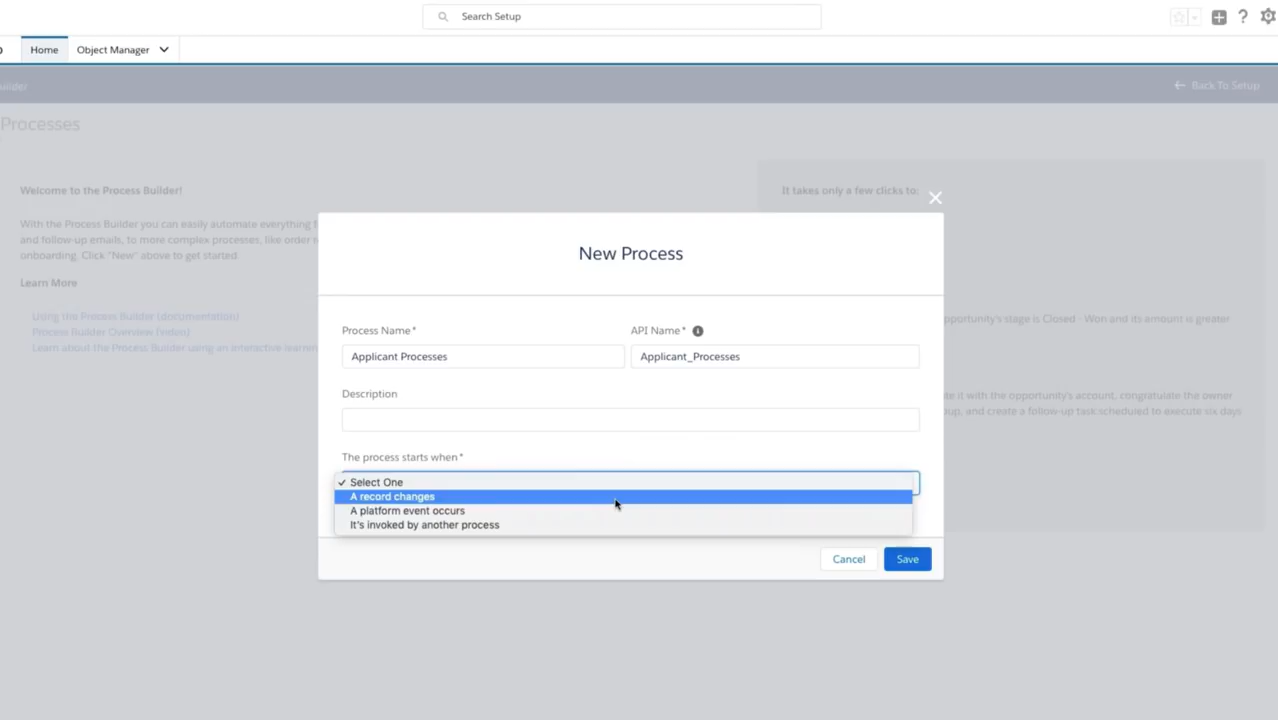 Search Setup
Home
Object Manager
Back To Setup
Processes
Welcome to the Process Builder!
It takes only a few clicks to:
With the Process Builder you can easily automate everything
and follow-up emails, to more complex processes, like order
onboarding. Click "New" above to get started
Learn More
Using the Process Builder (documentation)
Process Builder Overview (video)
Learn about the Process Builder using an interactive
opportunity's stage is Closed - Won and its amount is greater
it with the opportunity's account, congratulate the owner
and create a follow-up task scheduled to execute six days
New Process
Process Name*
API Name*
Applicant Processes
Applicant_Processes
Description
The process starts when*
Select One
A record changes
A platform event occurs
It's invoked by another process
Cancel
Save